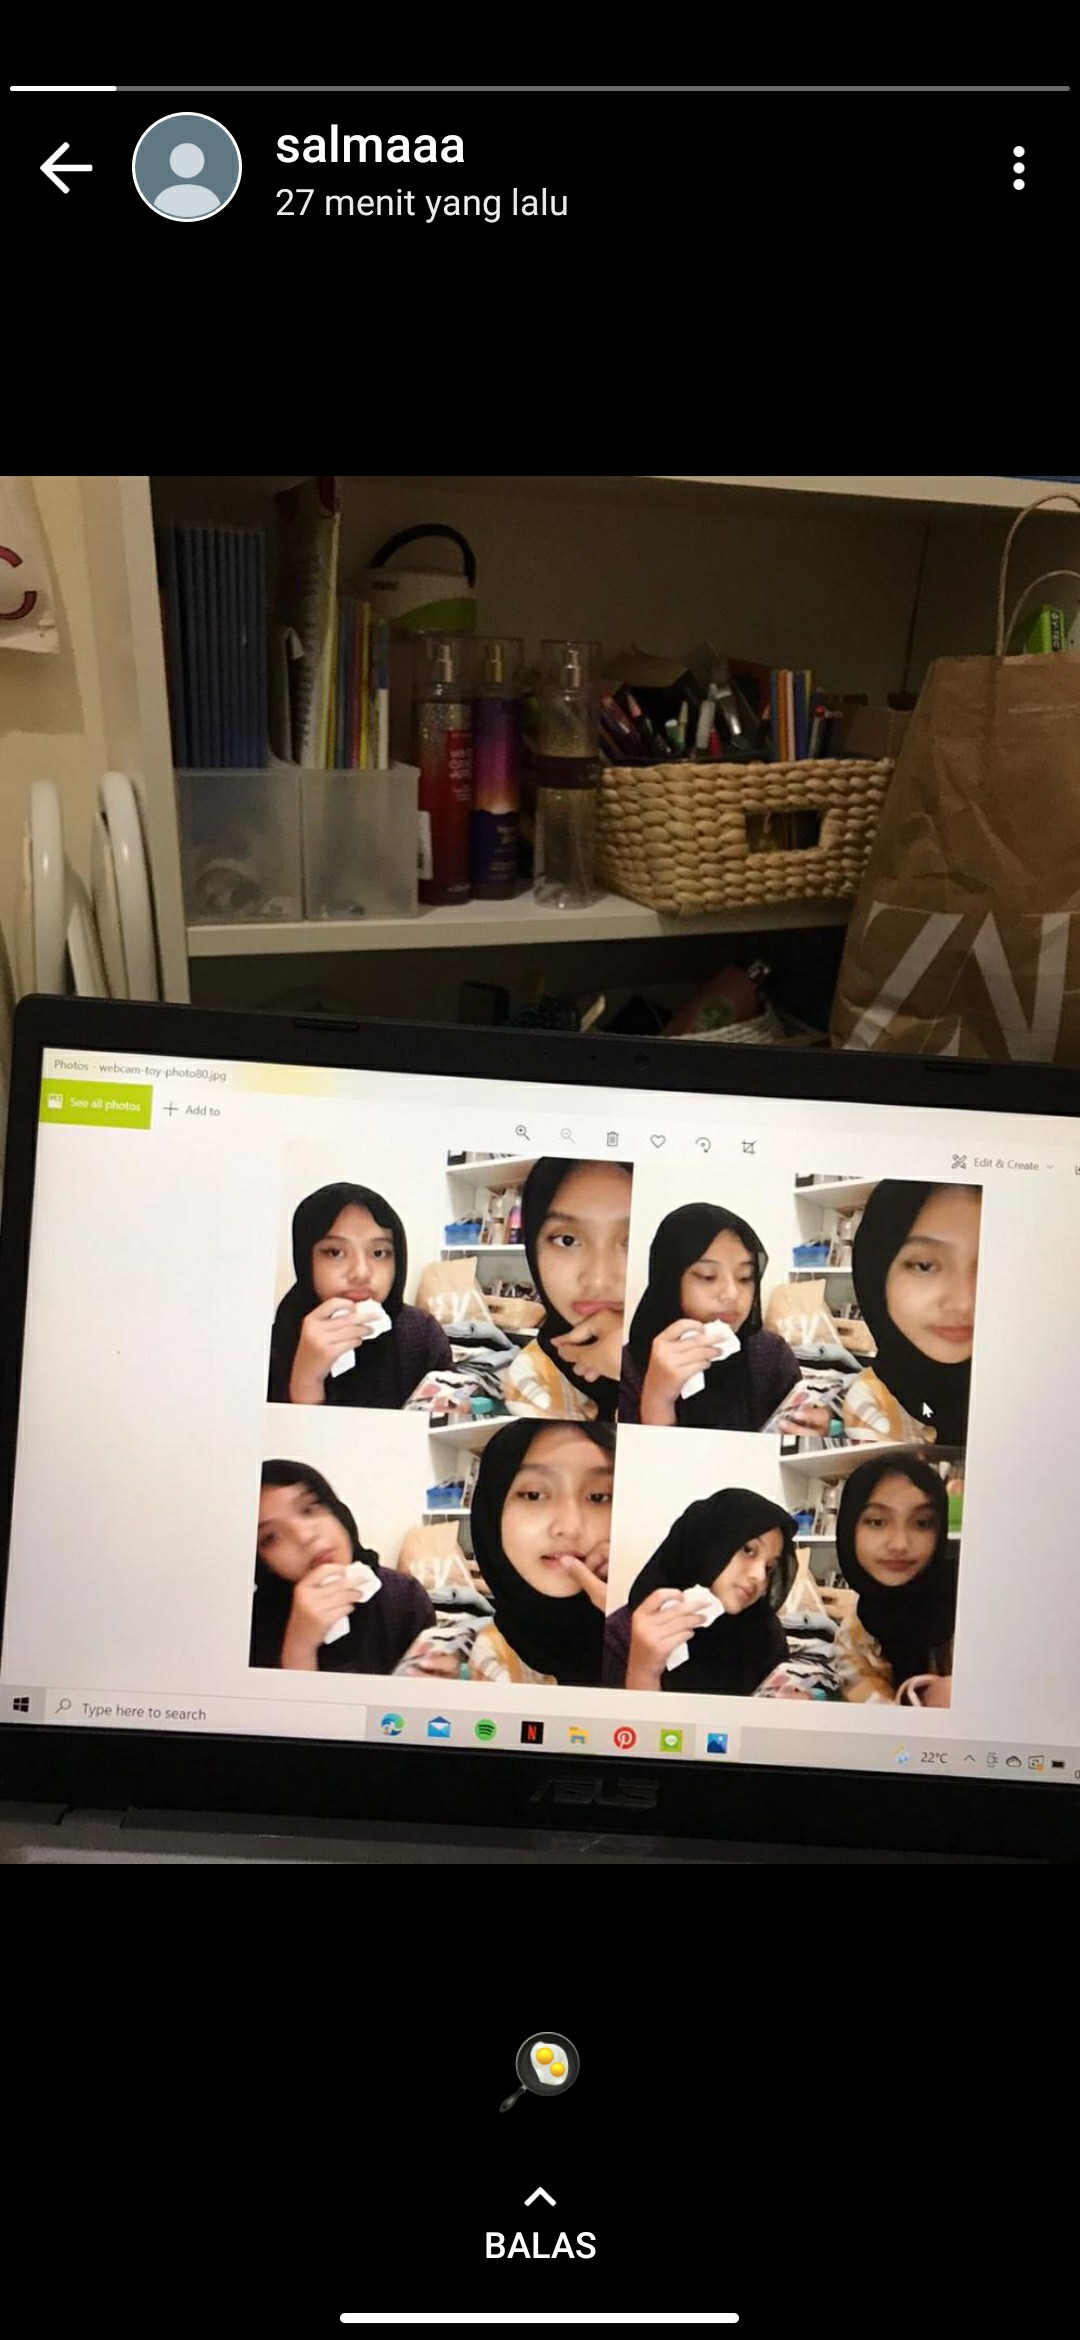 salmaaa
27 menit yang lalu
Photos - webcam-toy-photo80.jpg
See all photos
Add to
Edit & Create
Type here to search
22°C
ASUS
BALAS